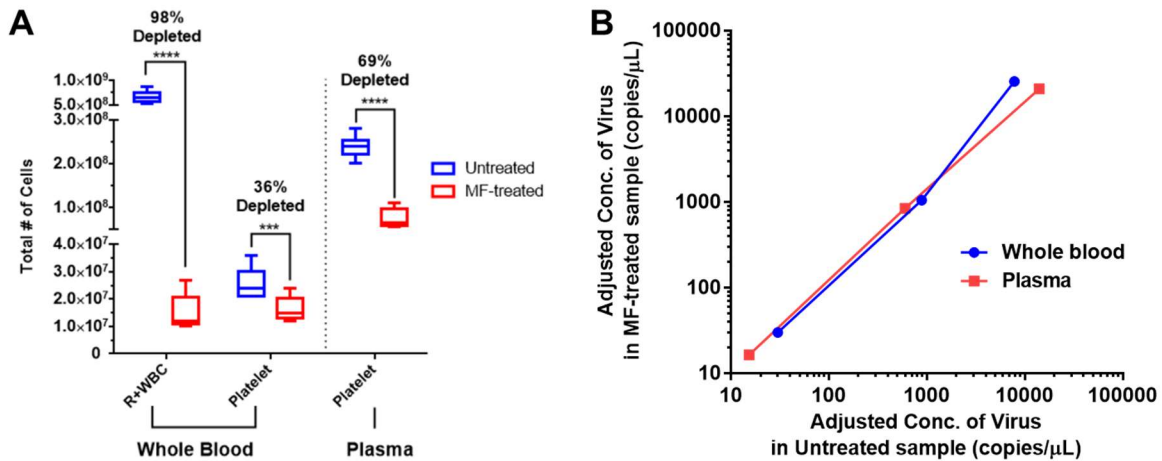 A
98%
Depleted
****
1.0×10⁹
5.0×10⁸
3.0×10⁸
2.0×10⁸
1.0×10⁸
4.0×10⁷
3.0×10⁷
2.0×10⁷
1.0×10⁷
0
Total # of Cells
36%
Depleted
***
69%
Depleted
****
Untreated
MF-treated
R+WBC
Platelet
Platelet
Whole Blood
Plasma
B
Adjusted Conc. of Virus
in MF-treated sample (copies/μL)
100000
10000
1000
100
10
Whole blood
Plasma
10
100
1000
10000
100000
Adjusted Conc. of Virus
in Untreated sample (copies/μL)